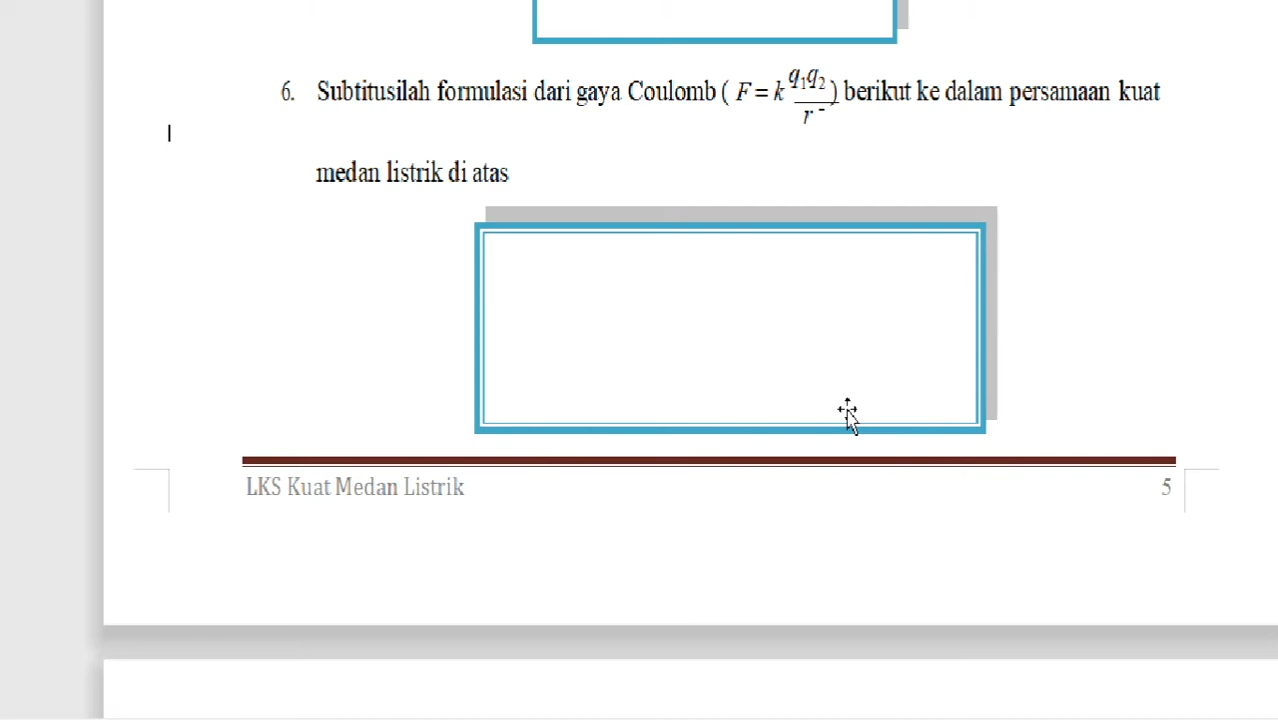 6. Subtitusilah formulasi dari gaya Coulomb ( F = k q₁q₂ / r ⁻ ) berikut ke dalam persamaan kuat
medan listrik di atas
LKS Kuat Medan Listrik 5